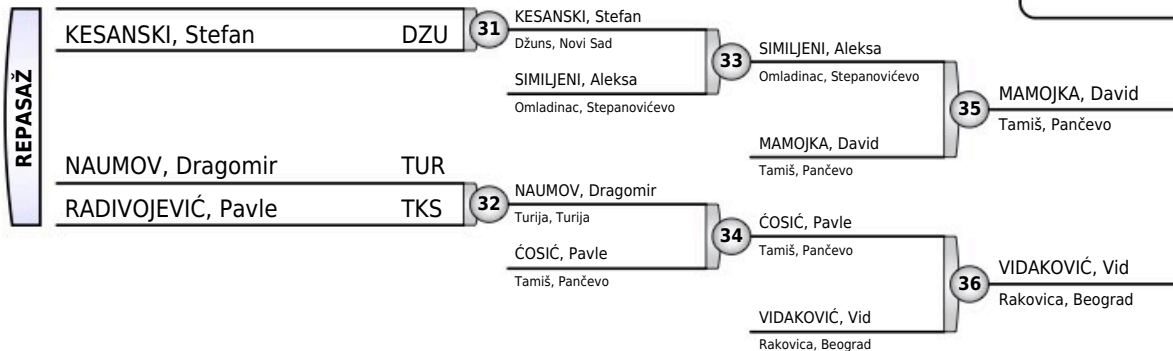 REPASAŽ
KESANSKI, Stefan DZU
31
KESANSKI, Stefan
Džuns, Novi Sad
SIMILJENI, Aleksa
Omladinac, Stepanovićevo
33
SIMILJENI, Aleksa
Omladinac, Stepanovićevo
MAMOJKA, David
Tamiš, Pančevo
35
MAMOJKA, David
Tamiš, Pančevo
NAUMOV, Dragomir TUR
RADIVOJEVIĆ, Pavle TKS
32
NAUMOV, Dragomir
Turija, Turija
ĆOSIĆ, Pavle
Tamiš, Pančevo
34
ĆOSIĆ, Pavle
Tamiš, Pančevo
VIDAKOVIĆ, Vid
Rakovica, Beograd
36
VIDAKOVIĆ, Vid
Rakovica, Beograd